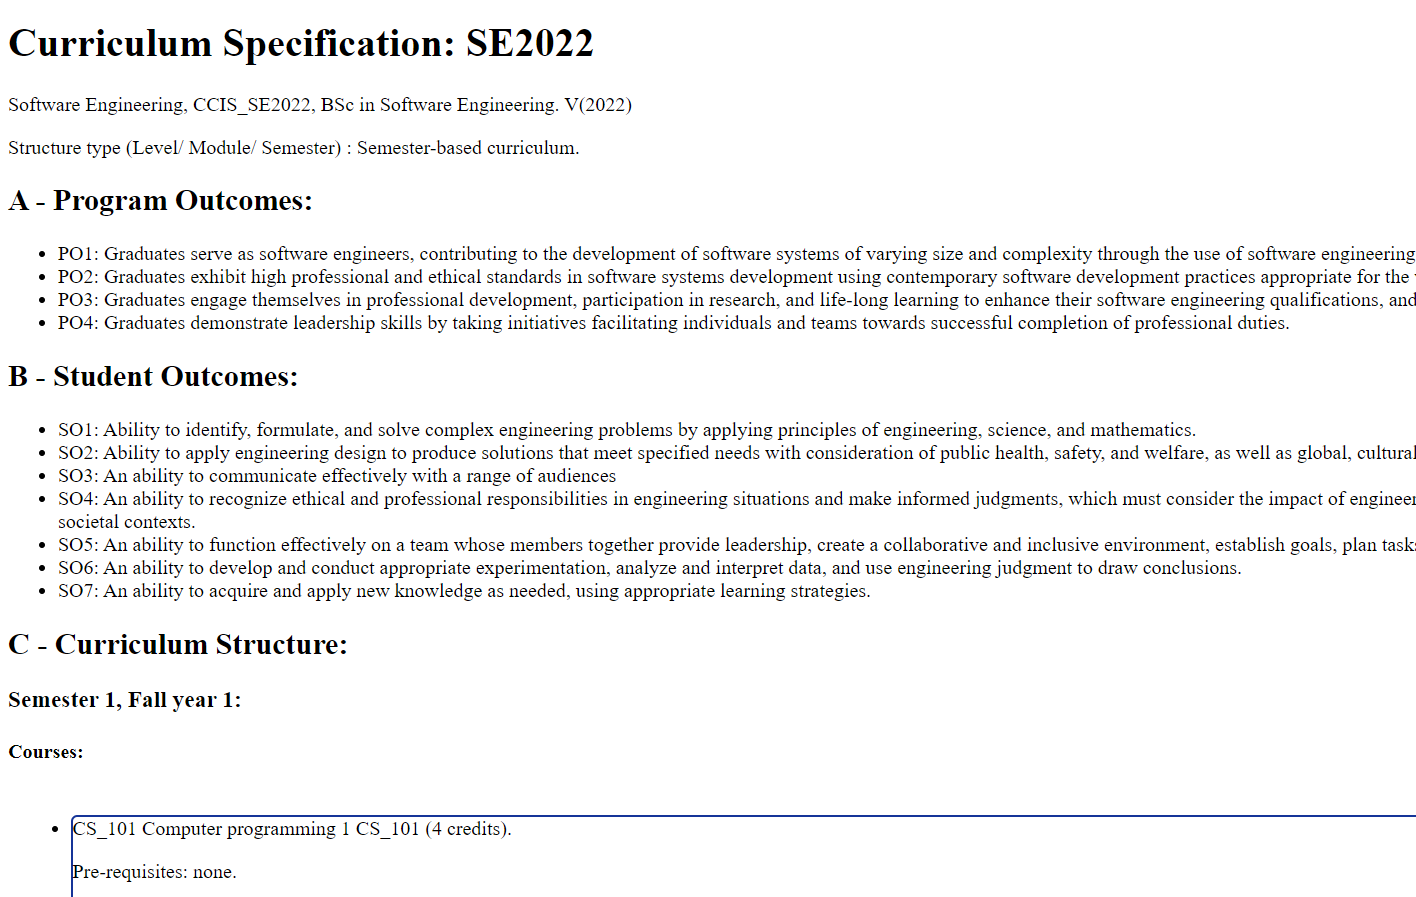 Curriculum Specification: SE2022
Software Engineering, CCIS_SE2022, BSc in Software Engineering. V(2022)
Structure type (Level/ Module/ Semester) : Semester-based curriculum.
A - Program Outcomes:
PO1: Graduates serve as software engineers, contributing to the development of software systems of varying size and complexity through the use of software engineering
PO2: Graduates exhibit high professional and ethical standards in software systems development using contemporary software development practices appropriate for the
PO3: Graduates engage themselves in professional development, participation in research, and life-long learning to enhance their software engineering qualifications, and
PO4: Graduates demonstrate leadership skills by taking initiatives facilitating individuals and teams towards successful completion of professional duties.
B - Student Outcomes:
SO1: Ability to identify, formulate, and solve complex engineering problems by applying principles of engineering, science, and mathematics.
SO2: Ability to apply engineering design to produce solutions that meet specified needs with consideration of public health, safety, and welfare, as well as global, cultural
SO3: An ability to communicate effectively with a range of audiences
SO4: An ability to recognize ethical and professional responsibilities in engineering situations and make informed judgments, which must consider the impact of engineer
societal contexts.
SO5: An ability to function effectively on a team whose members together provide leadership, create a collaborative and inclusive environment, establish goals, plan task
SO6: An ability to develop and conduct appropriate experimentation, analyze and interpret data, and use engineering judgment to draw conclusions.
SO7: An ability to acquire and apply new knowledge as needed, using appropriate learning strategies.
C - Curriculum Structure:
Semester 1, Fall year 1:
Courses:
CS_101 Computer programming 1 CS_101 (4 credits).
Pre-requisites: none.